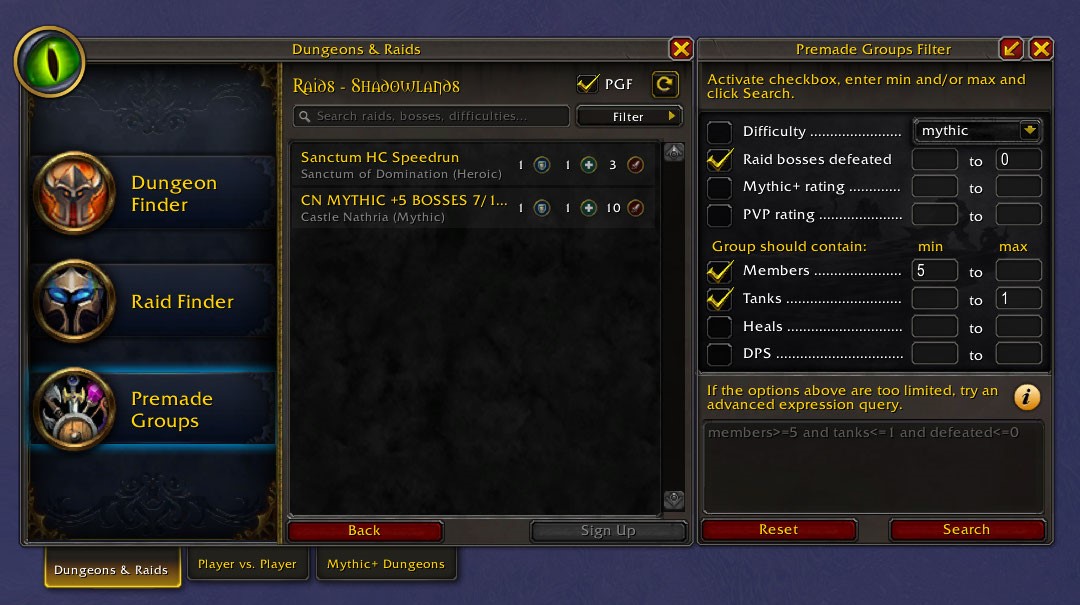 Dungeons & Raids
Dungeon
Finder
Raid Finder
Premade
Groups
Raids - Shadowlands
PGF
Search raids, bosses, difficulties...
Filter
Sanctum HC Speedrun
Sanctum of Domination (Heroic)
1 1 3
CN MYTHIC +5 BOSSES 7/1...
Castle Nathria (Mythic)
1 1 10
Back
Sign Up
Dungeons & Raids
Player vs. Player
Mythic+ Dungeons
Premade Groups Filter
Activate checkbox, enter min and/or max and
click Search.
Difficulty ...................... mythic
Raid bosses defeated to 0
Mythic+ rating ............. to
PVP rating .................... to
Group should contain: min max
Members ..................... 5 to
Tanks ............................ to 1
Heals ............................ to
DPS ............................... to
If the options above are too limited, try an
advanced expression query.
i
members>=5 and tanks<=1 and defeated<=0
Reset
Search